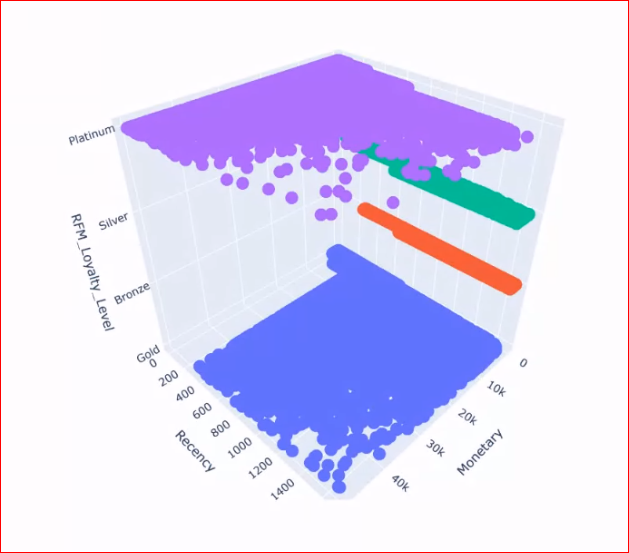 Platinum
Silver
RFM_Loyalty_Level
Bronze
Gold
0
200
400
600
800
1000
1200
1400
Recency
0
10k
20k
30k
40k
Monetary